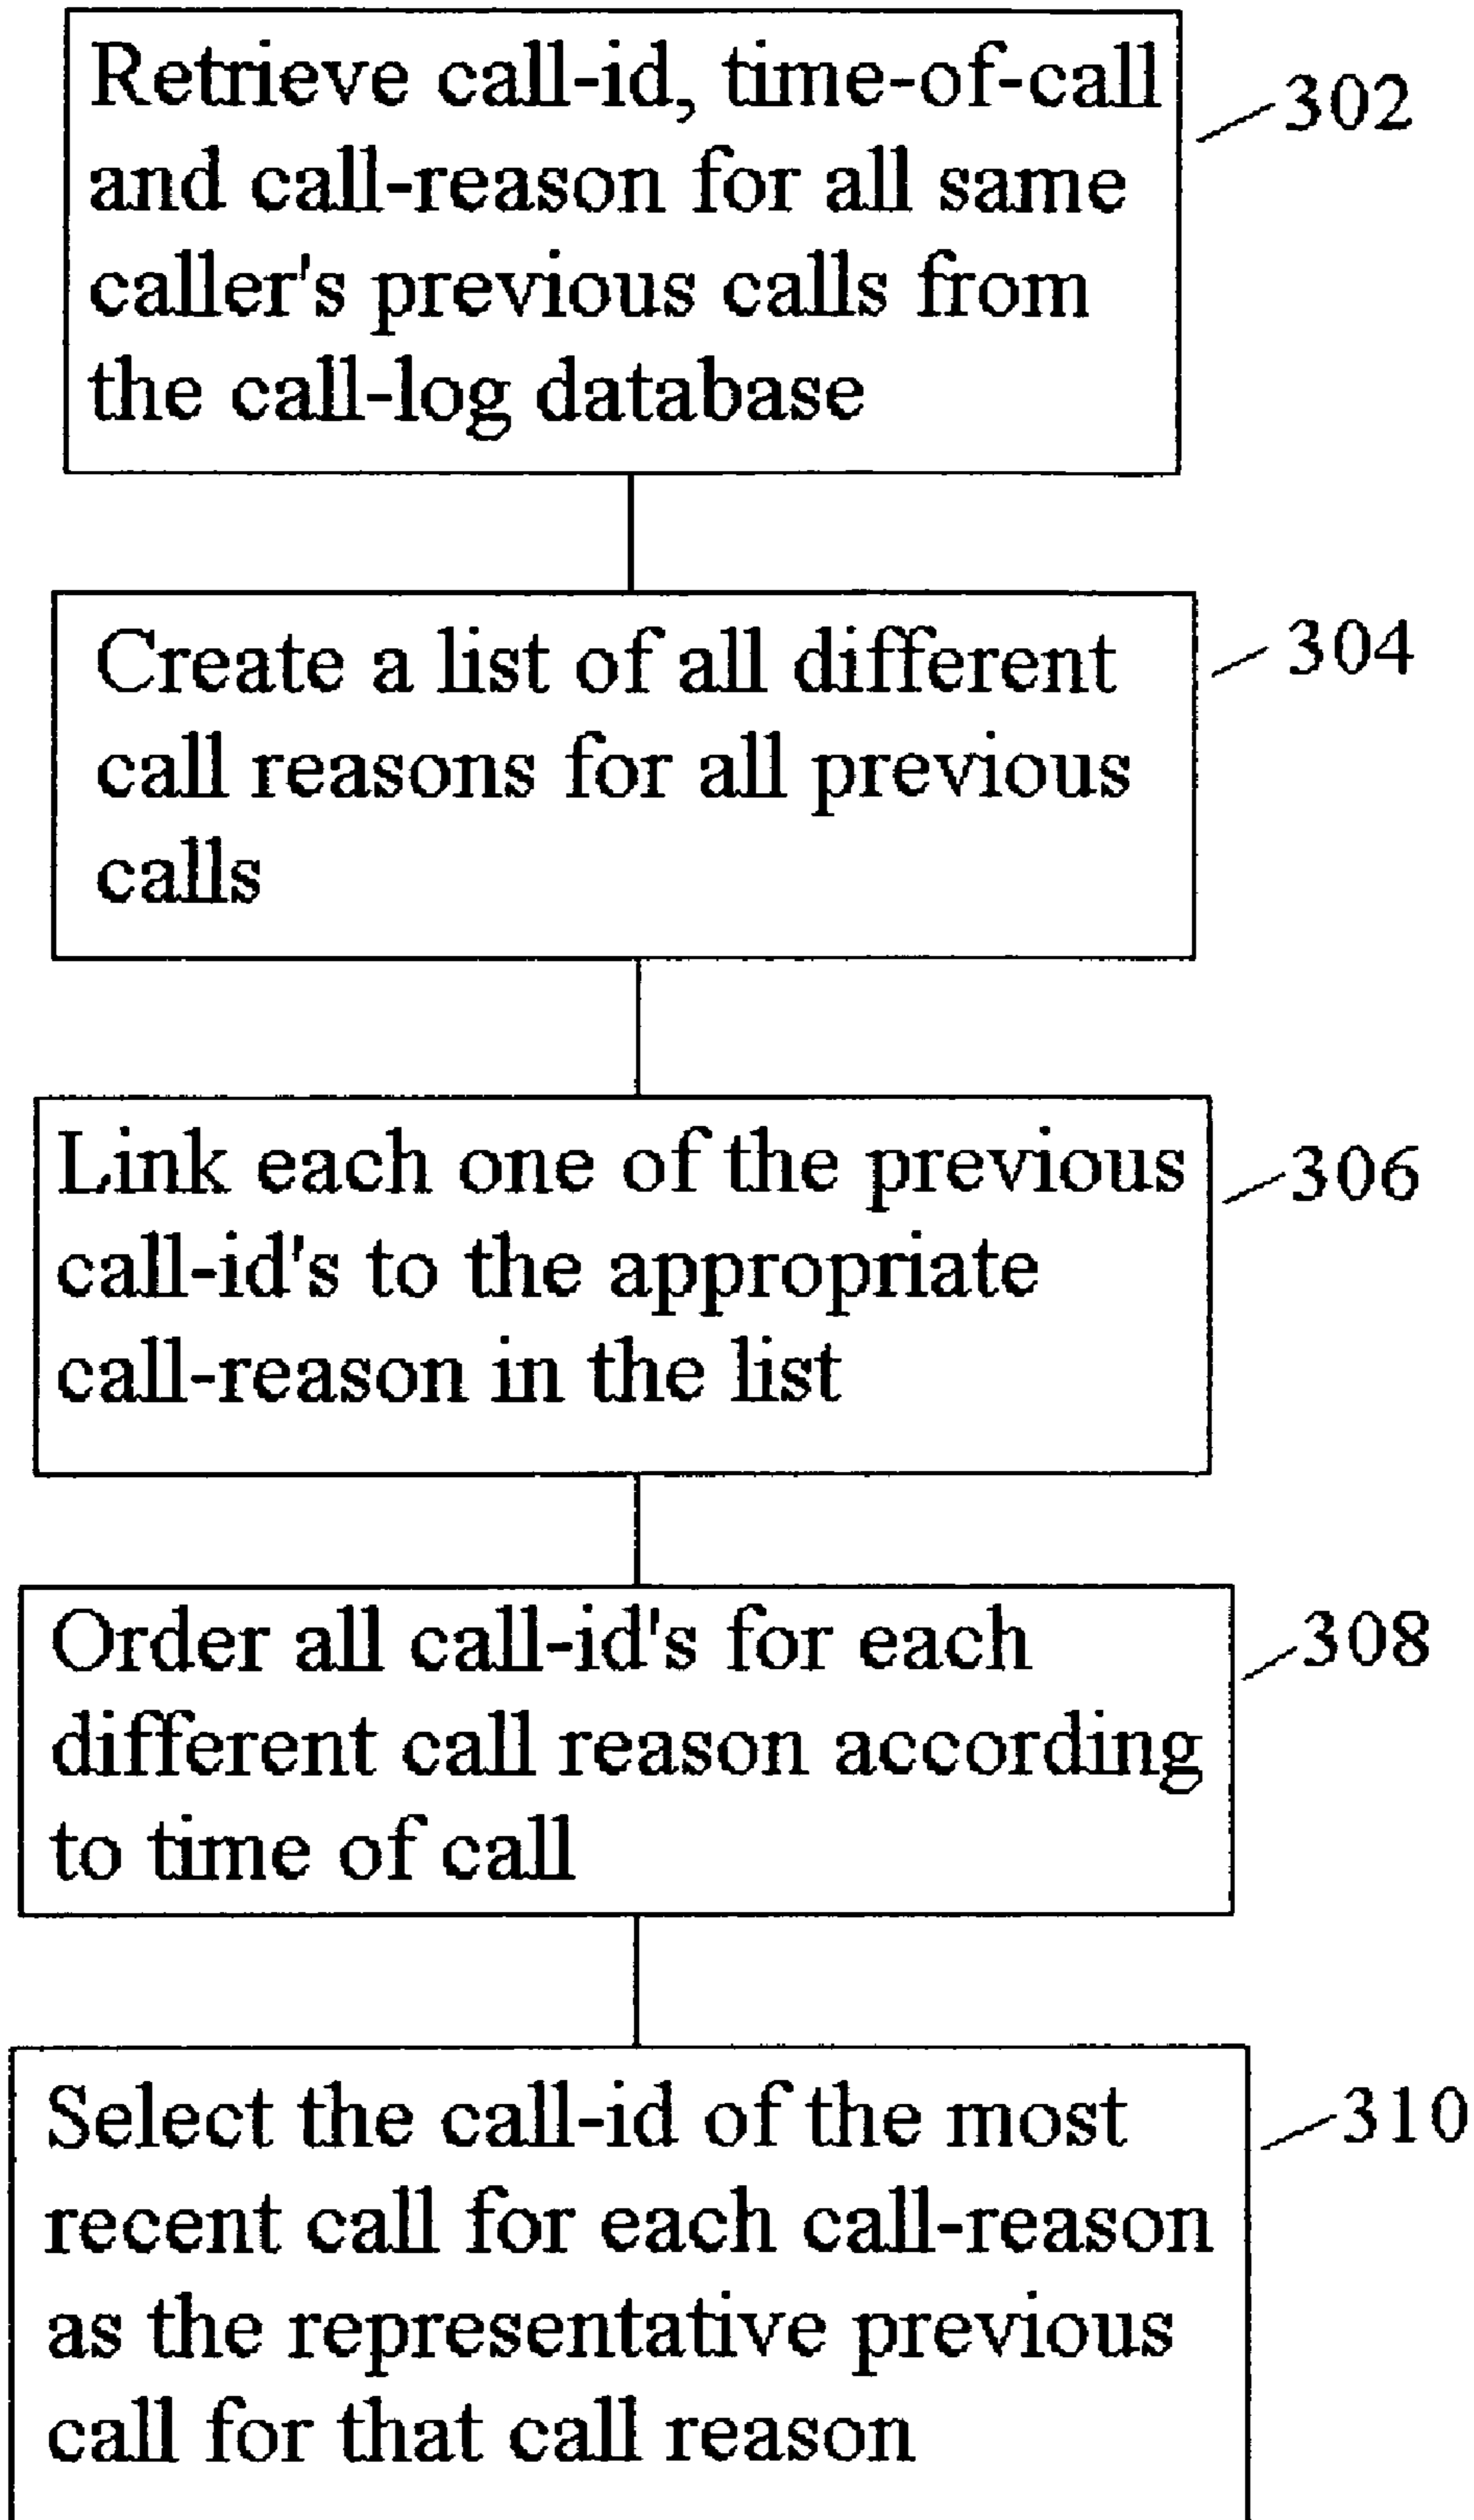 Retrieve call-id, time-of-call
and call-reason for all same
caller's previous calls from
the call-log database
302
Create a list of all different
call reasons for all previous
calls
304
Link each one of the previous
call-id's to the appropriate
call-reason in the list
306
Order all call-id's for each
different call reason according
to time of call
308
Select the call-id of the most
recent call for each call-reason
as the representative previous
call for that call reason
310